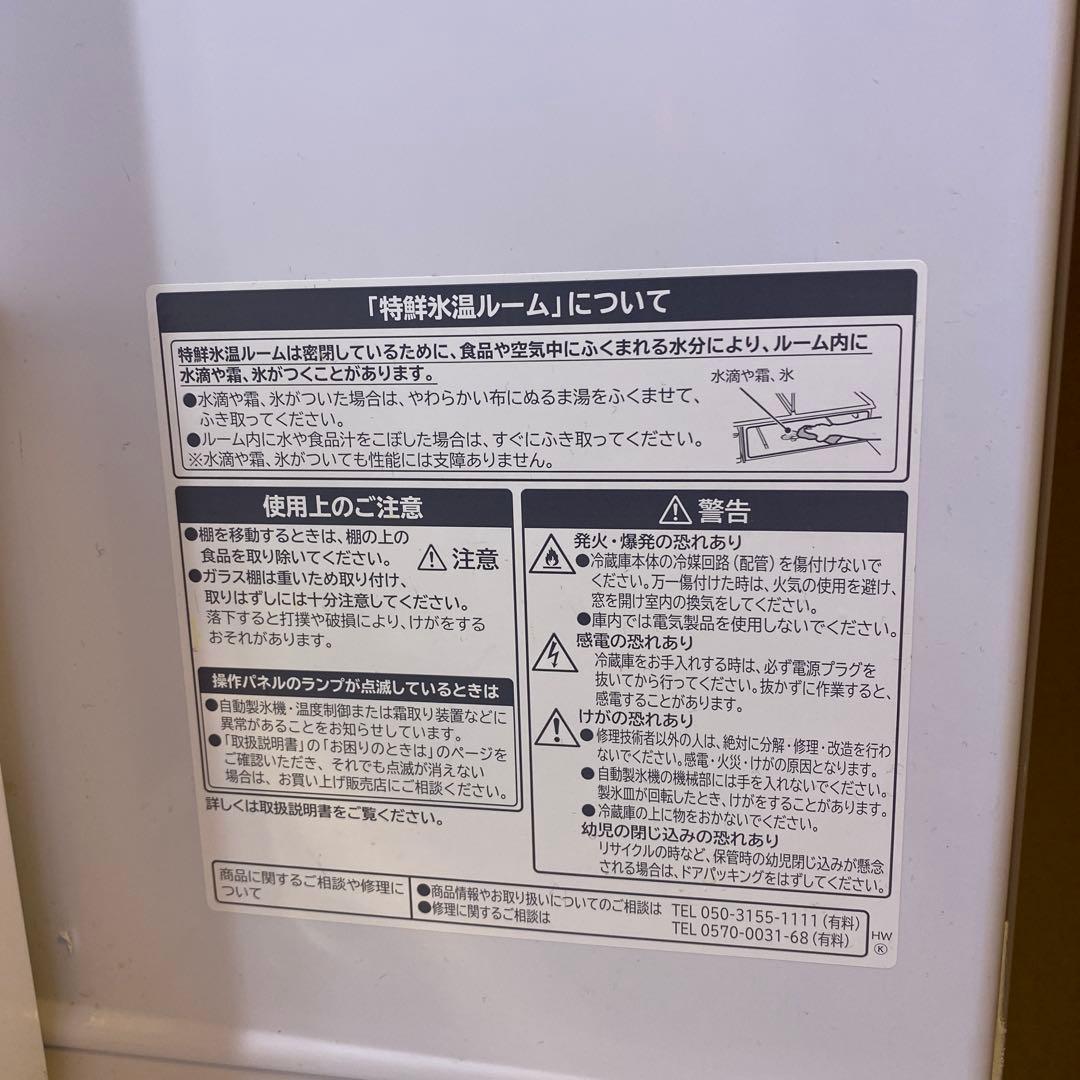 「特鮮氷温ルーム」について
特鮮氷温ルームは密閉しているために、食品や空気中にふくまれる水分により、ルーム内に
水滴や霜、氷がつくことがあります。
●水滴や霜、氷がついた場合は、やわらかい布にぬるま湯をふくませて、
ふき取ってください。
●ルーム内に水や食品汁をこぼした場合は、すぐにふき取ってください。
※水滴や霜、氷がついても性能には支障ありません。
水滴や霜、氷
使用上のご注意
●棚を移動するときは、棚の上の
食品を取り除いてください。
⚠ 注意
●ガラス棚は重いため取り付け、
取りはずしには十分注意してください。
落下すると打撲や破損により、けがをする
おそれがあります。
操作パネルのランプが点滅しているときは
●自動製氷機・温度制御または霜取り装置などに
異常があることをお知らせしています。
●「取扱説明書」の「お困りのときは」のページを
ご確認いただき、それでも点滅が消えない
場合は、お買い上げ販売店にご相談ください。
詳しくは取扱説明書をご覧ください。
⚠ 警告
発火・爆発の恐れあり
●冷蔵庫本体の冷媒回路(配管)を傷付けないで
ください。万一傷付けた時は、火気の使用を避け、
窓を開け室内の換気をしてください。
●庫内では電気製品を使用しないでください。
感電の恐れあり
冷蔵庫をお手入れする時は、必ず電源プラグを
抜いてから行ってください。抜かずに作業すると、
感電することがあります。
けがの恐れあり
●修理技術者以外の人は、絶対に分解・修理・改造を行わ
ないでください。感電・火災・けがの原因となります。
●自動製氷機の機械部には手を入れないでください。
製氷皿が回転したとき、けがをすることがあります。
●冷蔵庫の上に物をおかないでください。
幼児の閉じ込みの恐れあり
リサイクルの時など、保管時の幼児閉じ込みが懸念
される場合は、ドアパッキングをはずしてください。
商品に関するご相談や修理に
ついて
●商品情報やお取り扱いについてのご相談は TEL 050-3155-1111(有料)
●修理に関するご相談は TEL 0570-0031-68(有料)
HW
Ⓚ